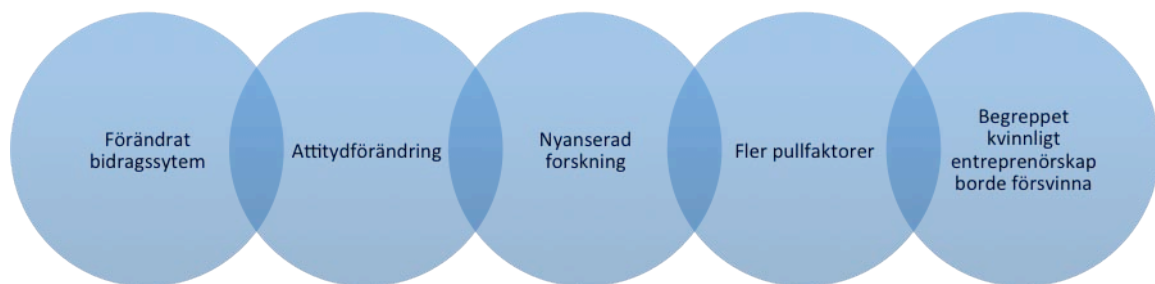 Förändrat
bidragssytem
Attitydförändring
Nyanserad
forskning
Fler pullfaktorer
Begreppet
kvinnligt
entreprenörskap
borde försvinna